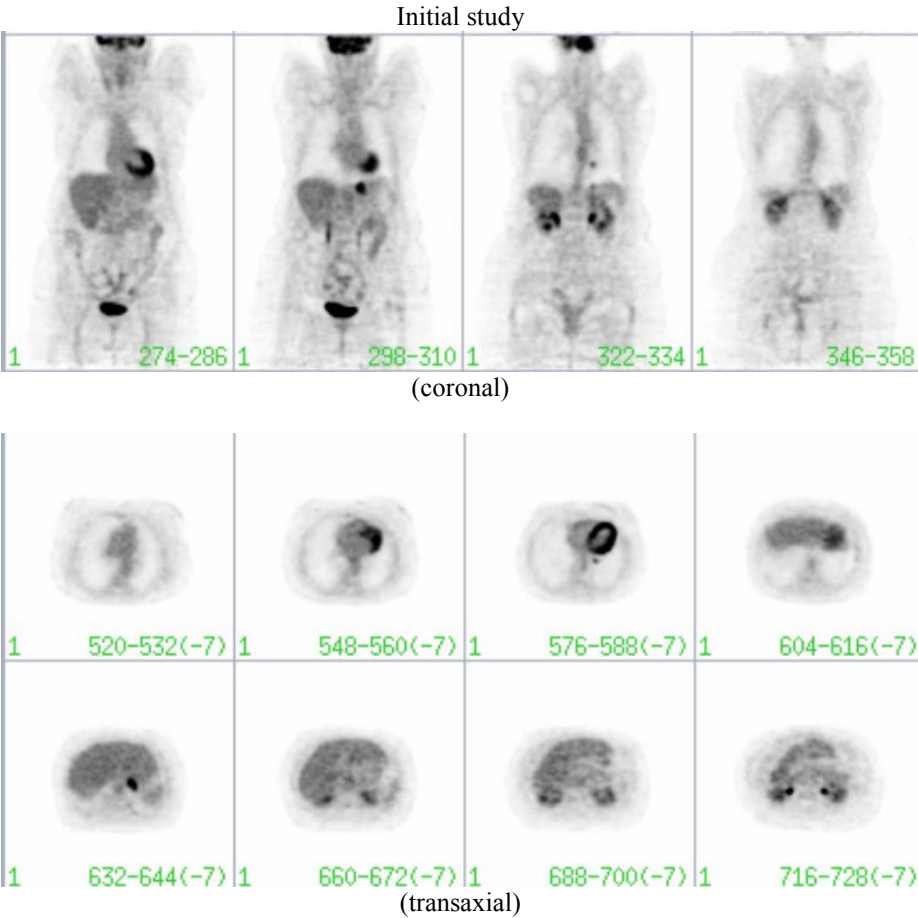 Initial study
1 274-286 1 298-310 1 322-334 1 346-358
(coronal)
1 520-532(-7) 1 548-560(-7) 1 576-588(-7) 1 604-616(-7)
1 632-644(-7) 1 660-672(-7) 1 688-700(-7) 1 716-728(-7)
(transaxial)